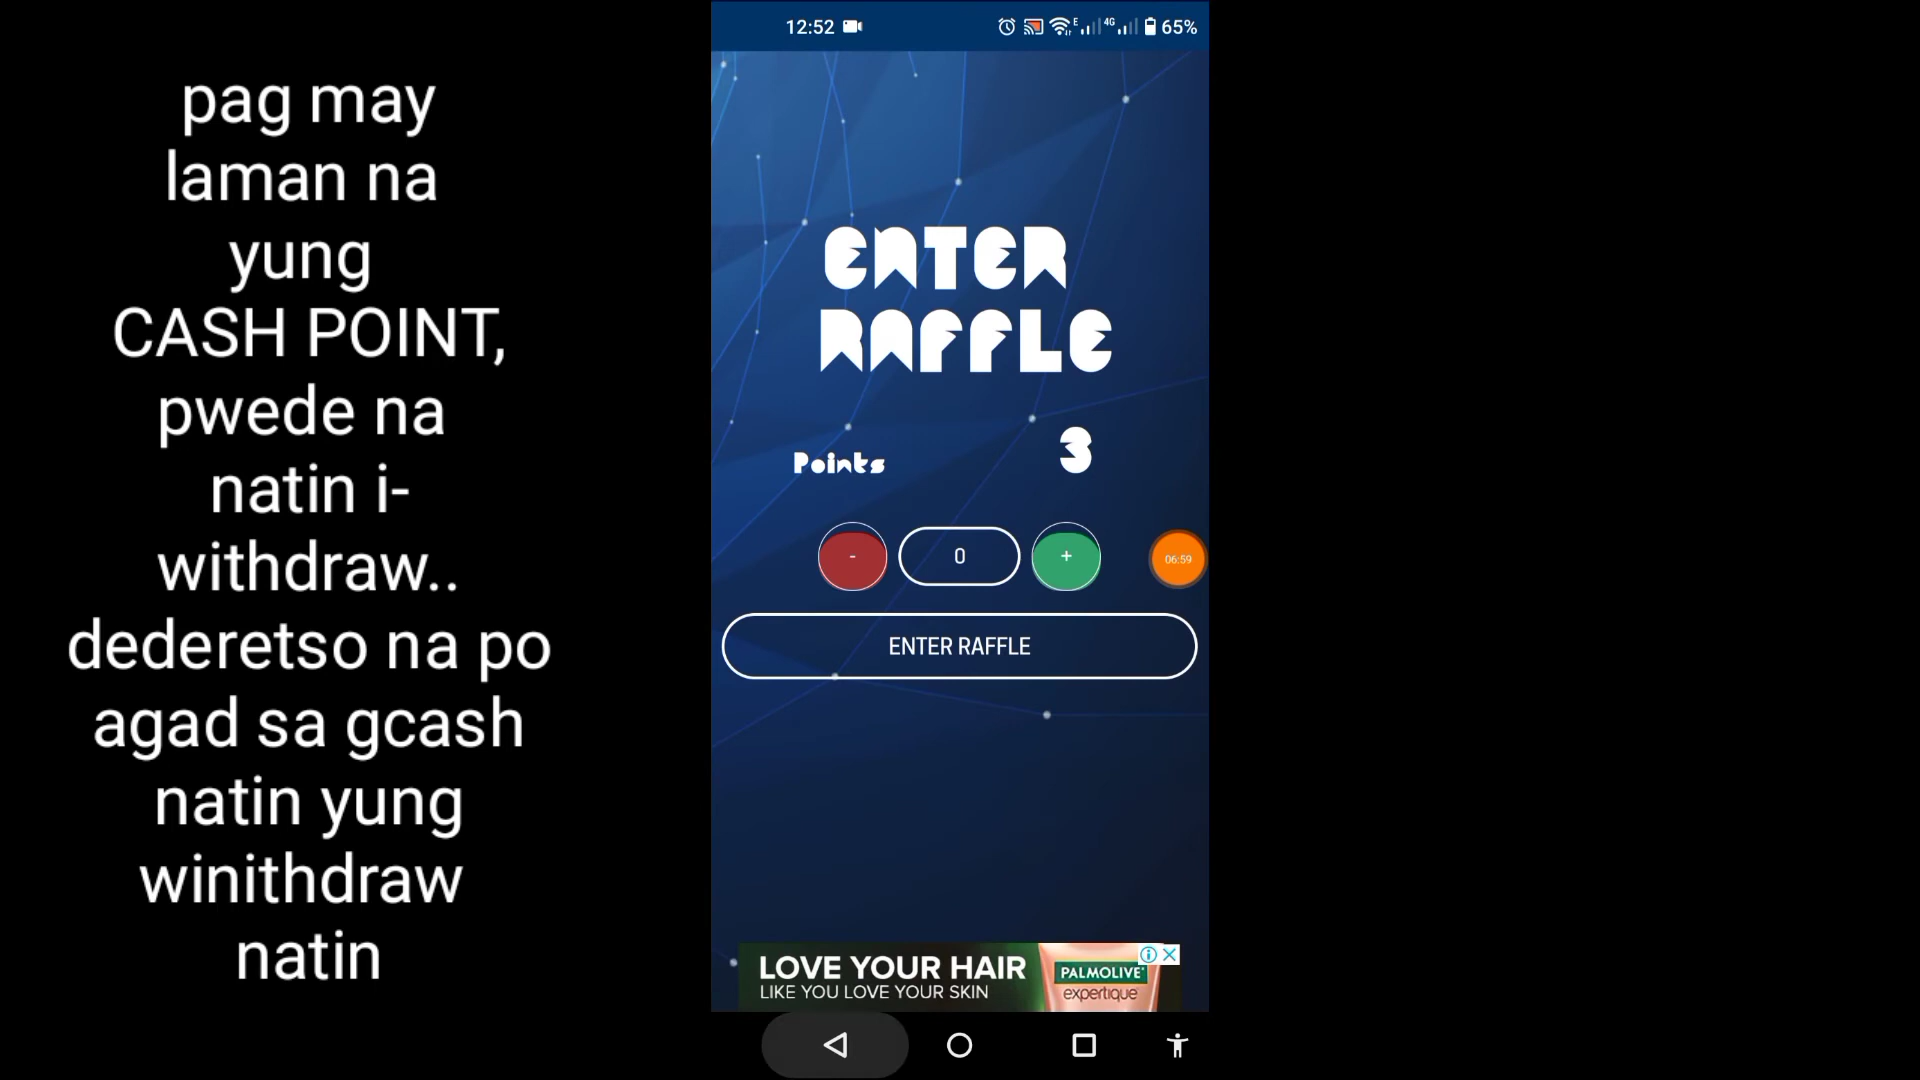 pag may
laman na
yung
CASH POINT,
pwede na
natin i-
withdraw..
dederetso na po
agad sa gcash
natin yung
winithdraw
natin
12:52
E
4G
65%
ENTER
RAFFLE
Points 3
- 0 +
06:59
ENTER RAFFLE
LOVE YOUR HAIR
LIKE YOU LOVE YOUR SKIN
PALMOLIVE
expertique